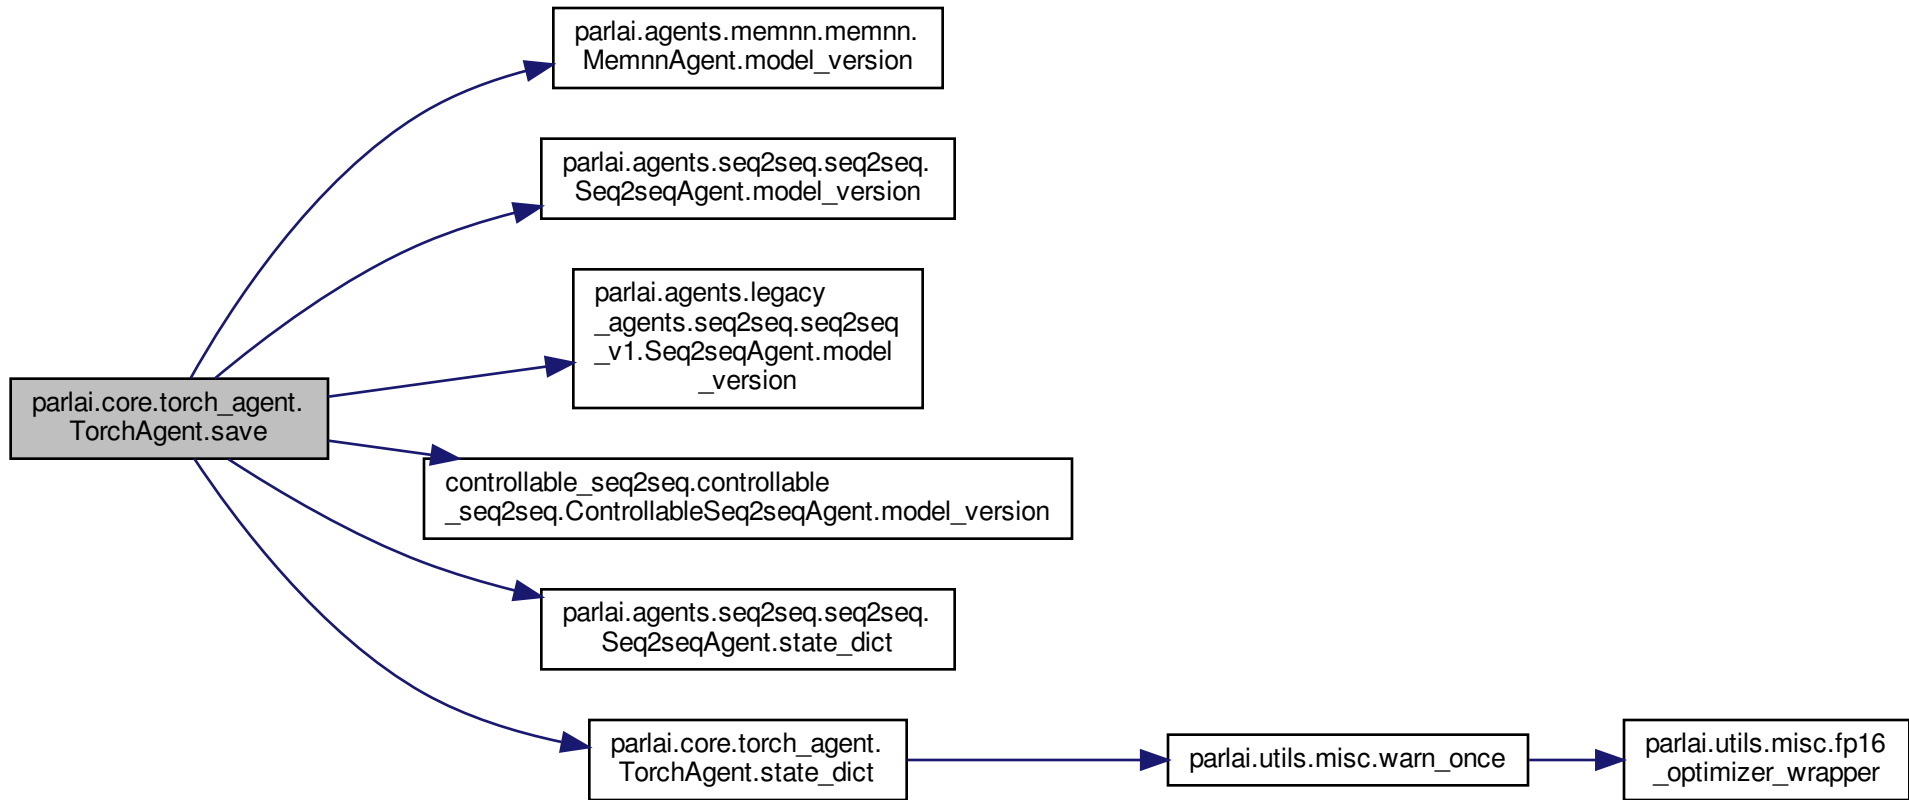 parlai.agents.memnn.memnn.
MemnnAgent.model_version
parlai.agents.seq2seq.seq2seq.
Seq2seqAgent.model_version
parlai.agents.legacy
_agents.seq2seq.seq2seq
_v1.Seq2seqAgent.model
_version
parlai.core.torch_agent.
TorchAgent.save
controllable_seq2seq.controllable
_seq2seq.ControllableSeq2seqAgent.model_version
parlai.agents.seq2seq.seq2seq.
Seq2seqAgent.state_dict
parlai.core.torch_agent.
TorchAgent.state_dict
parlai.utils.misc.warn_once
parlai.utils.misc.fp16
_optimizer_wrapper